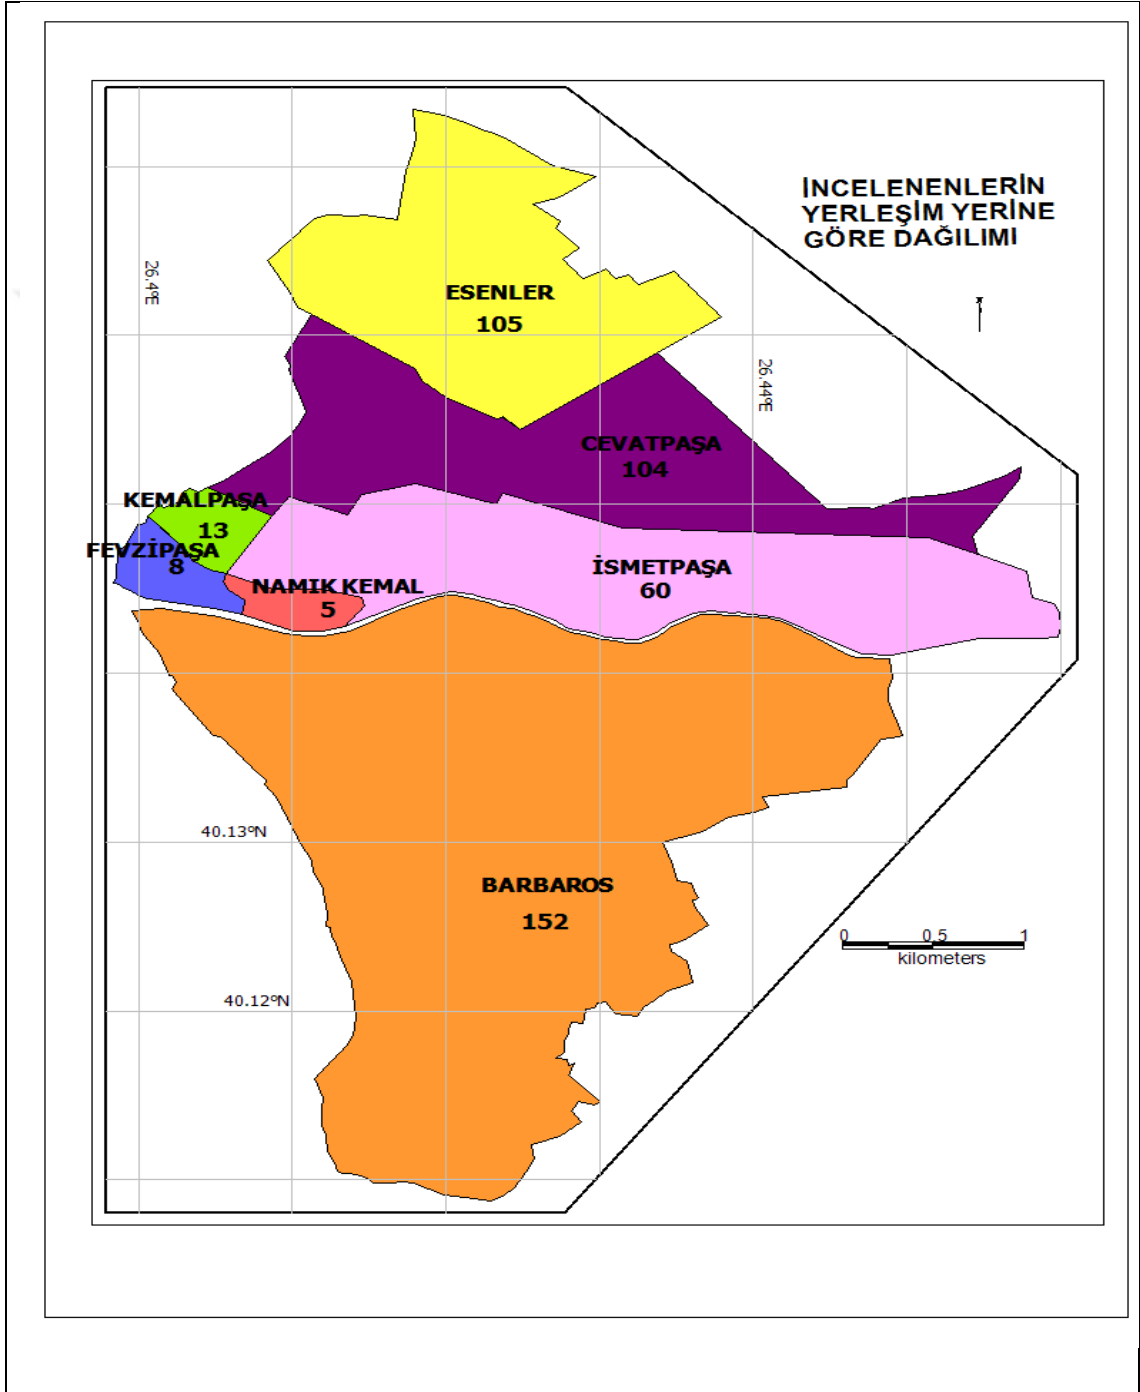 İNCELENENLERİN
YERLEŞİM YERİNE
GÖRE DAĞILIMI
26.4ºE
ESENLER
105
26.44ºE
CEVATPAŞA
104
KEMALPAŞA
13
FEVZİPAŞA
8
NAMIK KEMAL
5
İSMETPAŞA
60
40.13ºN
BARBAROS
152
0 0.5 1
kilometers
40.12ºN